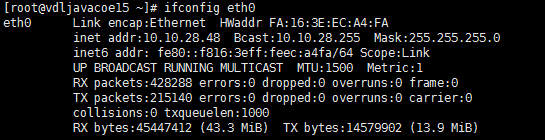 [root@vdljavacoe15 ~]# ifconfig eth0
eth0 Link encap:Ethernet HWaddr FA:16:3E:EC:A4:FA
inet addr:10.10.28.48 Bcast:10.10.28.255 Mask:255.255.255.0
inet6 addr: fe80::f816:3eff:feec:a4fa/64 Scope:Link
UP BROADCAST RUNNING MULTICAST MTU:1500 Metric:1
RX packets:428288 errors:0 dropped:0 overruns:0 frame:0
TX packets:215140 errors:0 dropped:0 overruns:0 carrier:0
collisions:0 txqueuelen:1000
RX bytes:45447412 (43.3 MiB) TX bytes:14579902 (13.9 MiB)